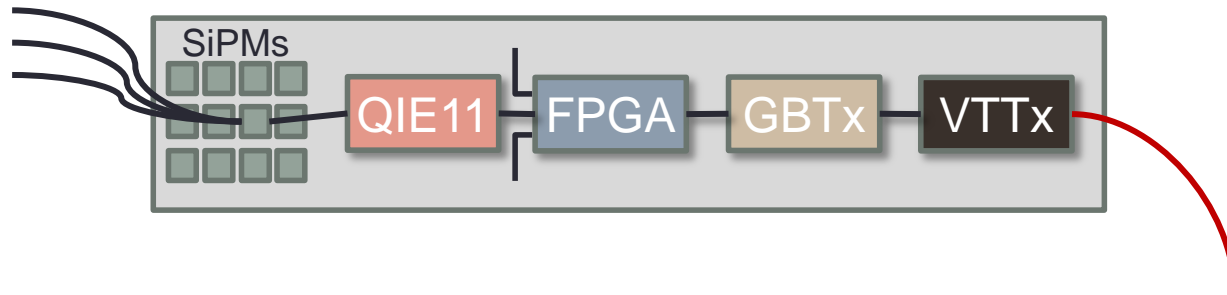 SiPMs
QIE11
FPGA
GBTx
VTTx